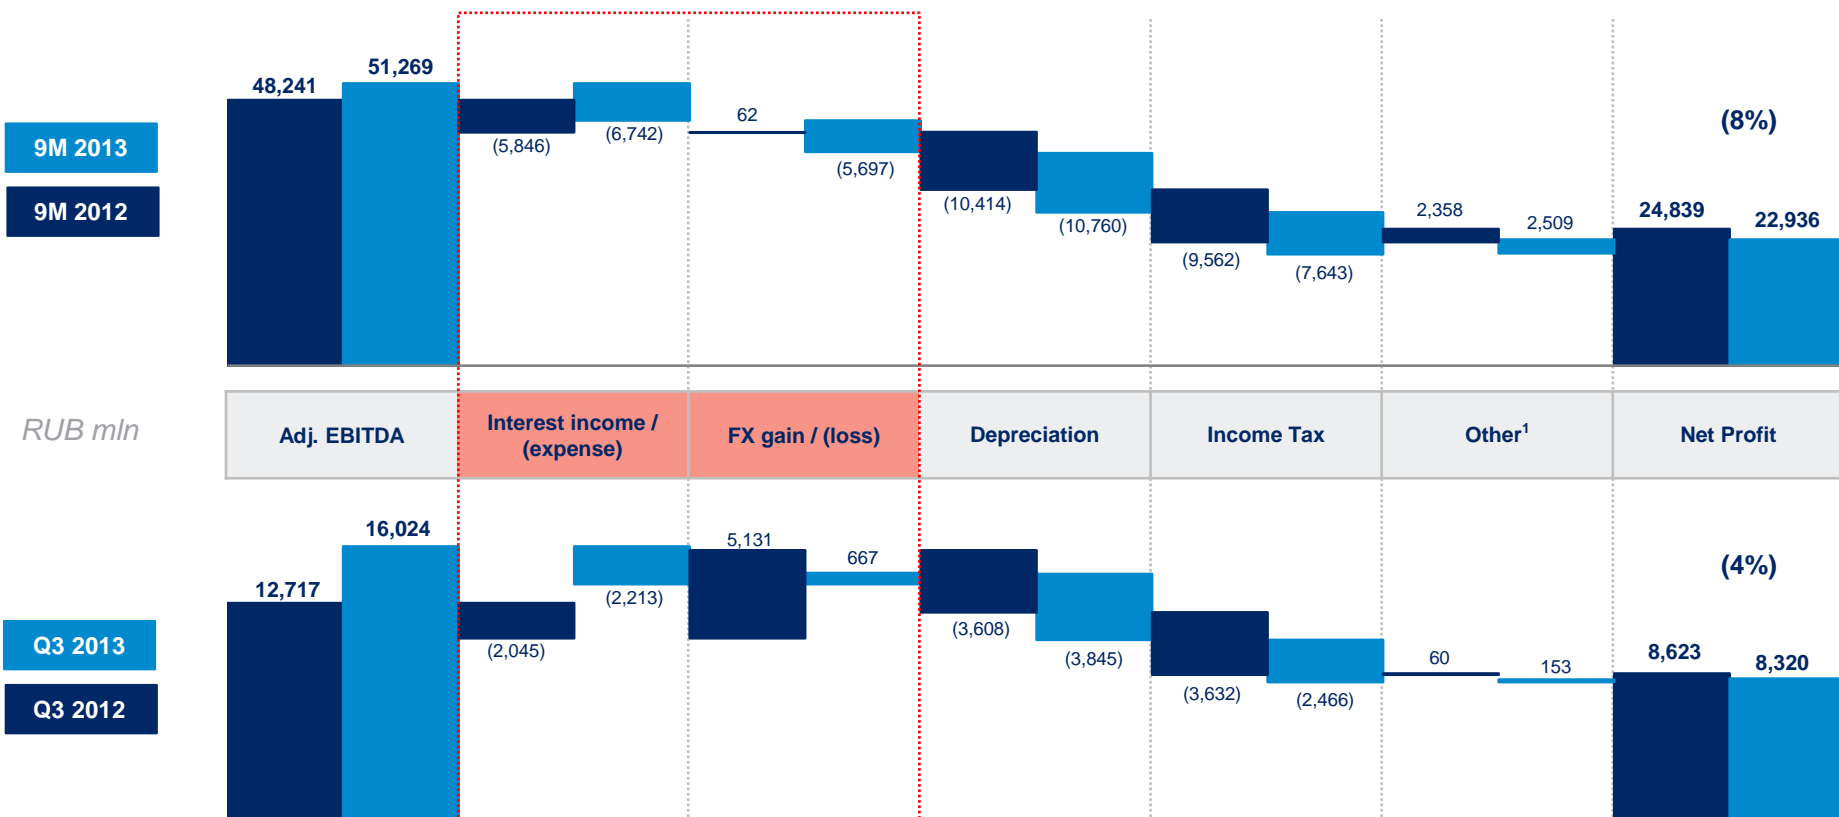 48,241
51,269
(5,846)
(6,742)
62
(5,697)
(10,414)
(10,760)
(9,562)
(7,643)
2,358
2,509
24,839
22,936
(8%)
9M 2013
9M 2012
RUB mln
Adj. EBITDA
Interest income /
(expense)
FX gain / (loss)
Depreciation
Income Tax
Other¹
Net Profit
12,717
16,024
(2,045)
(2,213)
5,131
667
(3,608)
(3,845)
(3,632)
(2,466)
60
153
8,623
8,320
(4%)
Q3 2013
Q3 2012